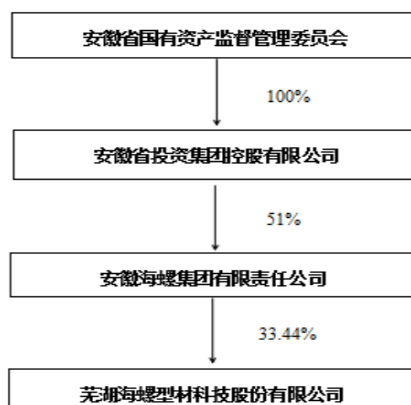 安徽省国有资产监督管理委员会
100%
安徽省投资集团控股有限公司
51%
安徽海螺集团有限责任公司
33.44%
芜湖海螺型材科技股份有限公司